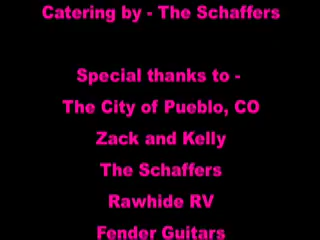 Catering by - The Schaffers
Special thanks to -
The City of Pueblo, CO
Zack and Kelly
The Schaffers
Rawhide RV
Fender Guitars